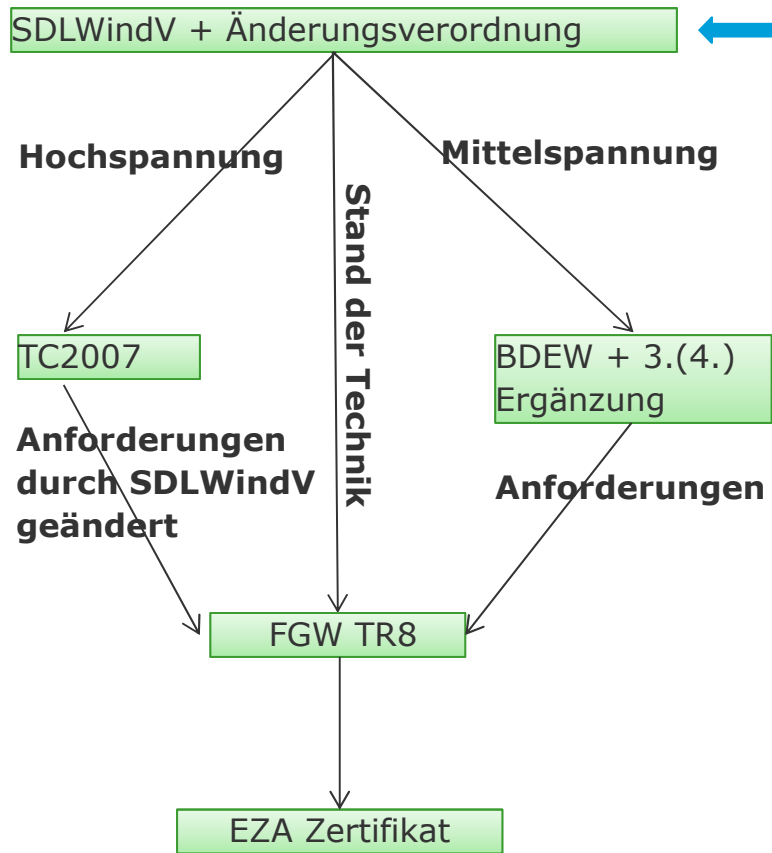 SDLWindV + Änderungsverordnung
Hochspannung
Mittelspannung
Stand der Technik
TC2007
BDEW + 3.(4.)
Ergänzung
Anforderungen
durch SDLWindV
geändert
Anforderungen
FGW TR8
EZA Zertifikat